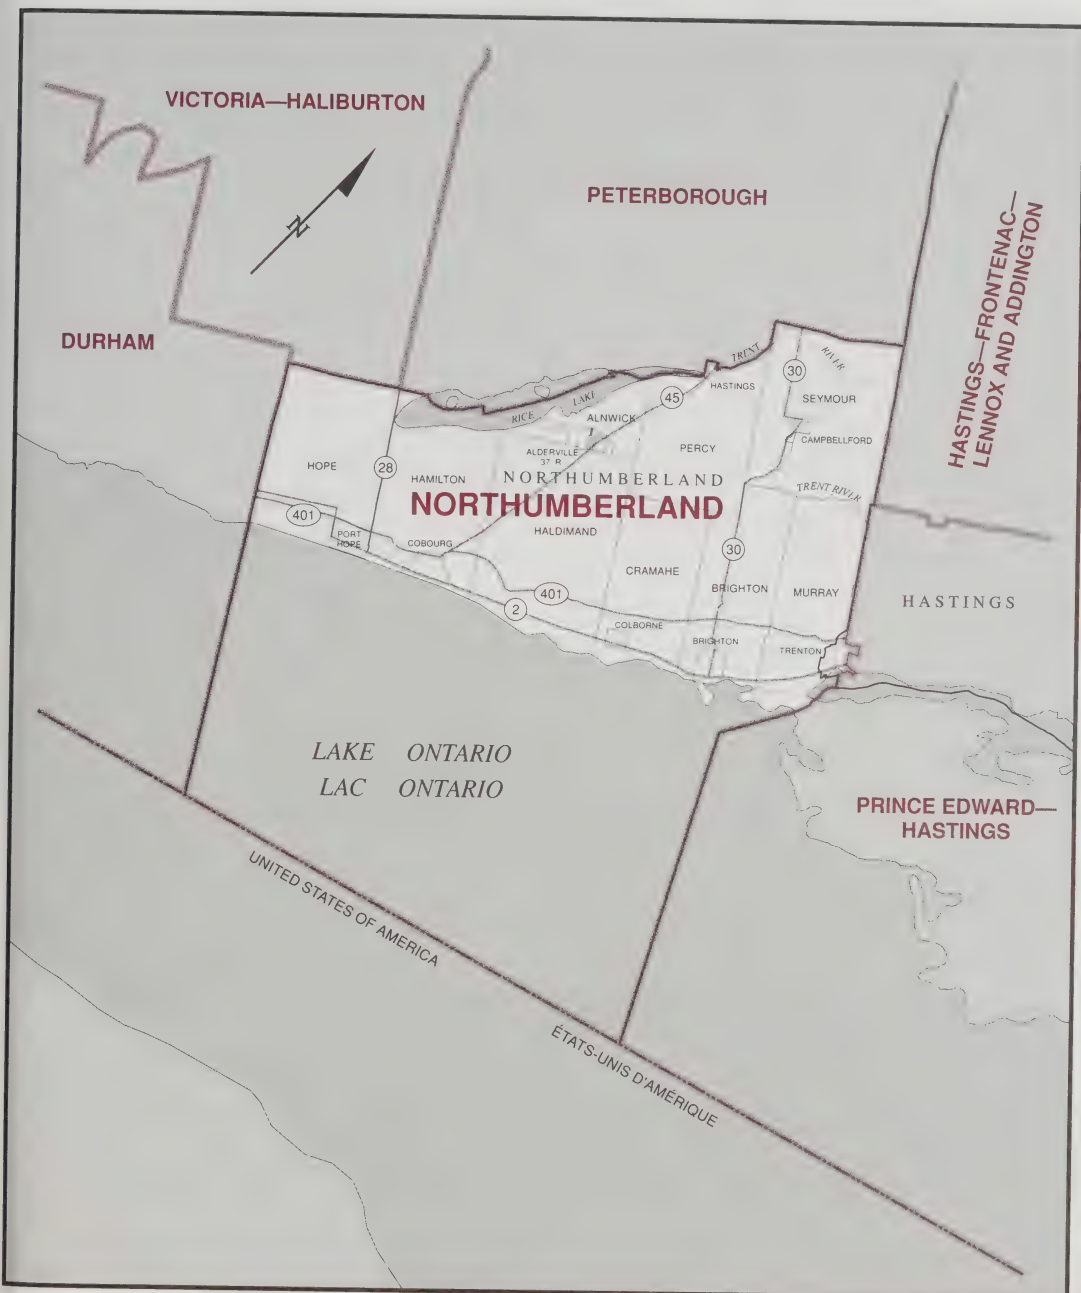 VICTORIA—HALIBURTON
N
PETERBOROUGH
HASTINGS—FRONTENAC—
LENNOX AND ADDINGTON
DURHAM
TRENT
RIVER
30
HASTINGS
RICE LAKE
45
SEYMOUR
ALNWICK
CAMPBELLFORD
ALDERVILLE
37 R
PERCY
HOPE
28
HAMILTON
NORTHUMBERLAND
NORTHUMBERLAND
TRENT RIVER
401
PORT
HOPE
COBOURG
HALDIMAND
30
CRAMAHE
BRIGHTON
MURRAY
HASTINGS
401
2
COLBORNE
BRIGHTON
TRENTON
LAKE ONTARIO
LAC ONTARIO
PRINCE EDWARD—
HASTINGS
UNITED STATES OF AMERICA
ÉTATS-UNIS D'AMÉRIQUE